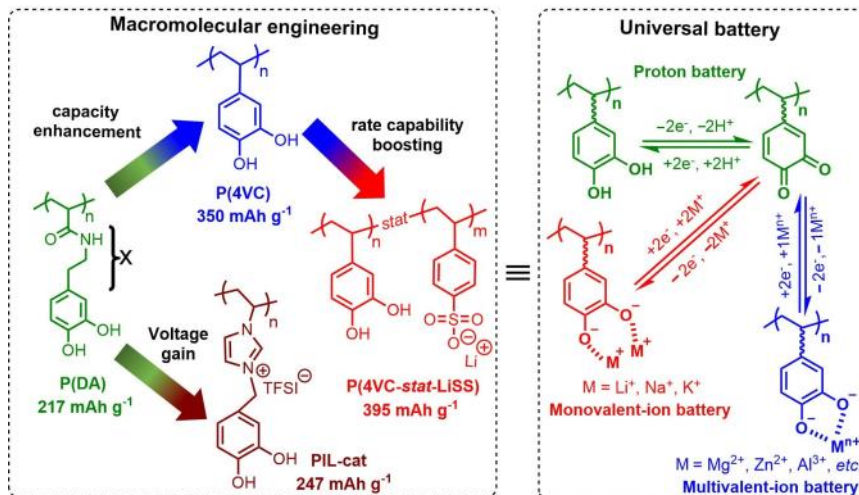 Macromolecular engineering
capacity
enhancement
n
OH
OH
P(4VC)
350 mAh g⁻¹
rate capability
boosting
n
O
NH
X
OH
OH
P(DA)
217 mAh g⁻¹
Voltage
gain
n
N
N
⊕
TFSI⊖
OH
OH
PIL-cat
247 mAh g⁻¹
stat
n
m
OH
OH
O=S=O
O⊖
Li⊕
P(4VC-stat-LiSS)
395 mAh g⁻¹
≡
Universal battery
Proton battery
n
OH
OH
−2e⁻, −2H⁺
+2e⁻, +2H⁺
n
O
O
+2e⁻, +2M⁺
− 2e⁻, −2M⁺
n
O⁻
O⁻
M⁺
M⁺
M = Li⁺, Na⁺, K⁺
Monovalent-ion battery
+2e⁻, +1Mⁿ⁺
− 2e⁻, − 1Mⁿ⁺
n
O⁻
O⁻
Mⁿ⁺
M = Mg²⁺, Zn²⁺, Al³⁺, etc
Multivalent-ion battery